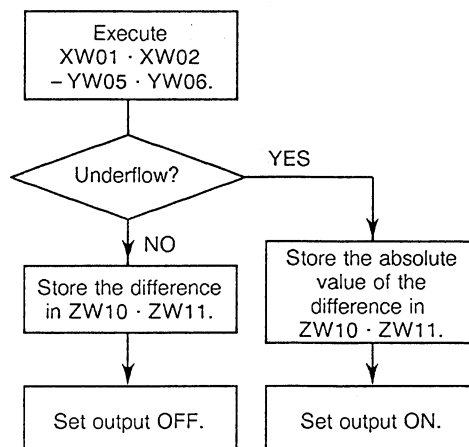 Execute
XW01 · XW02
– YW05 · YW06.
Underflow?
YES
NO
Store the difference
in ZW10 · ZW11.
Store the absolute
value of the
difference in
ZW10 · ZW11.
Set output OFF.
Set output ON.